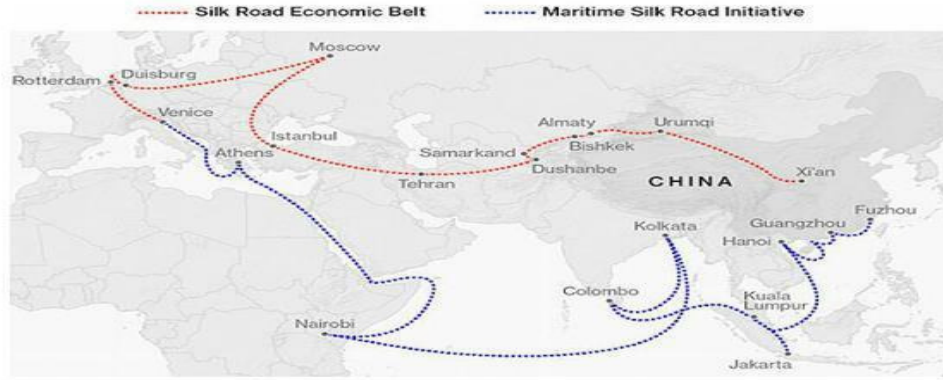 Silk Road Economic Belt
Maritime Silk Road Initiative
Moscow
Rotterdam
Duisburg
Venice
Istanbul
Athens
Tehran
Samarkand
Almaty
Bishkek
Dushanbe
Urumqi
CHINA
Xi'an
Fuzhou
Guangzhou
Hanoi
Kolkata
Colombo
Kuala
Lumpur
Nairobi
Jakarta